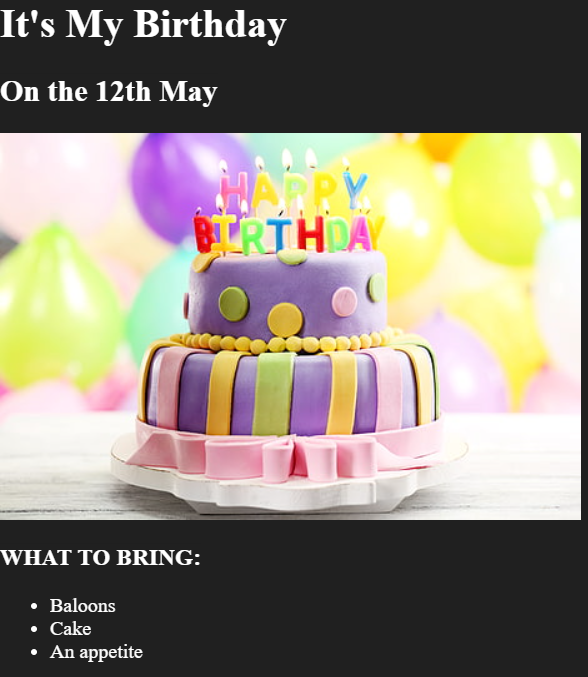 It's My Birthday
On the 12th May
HAPPY
BIRTHDAY
WHAT TO BRING:
Baloons
Cake
An appetite